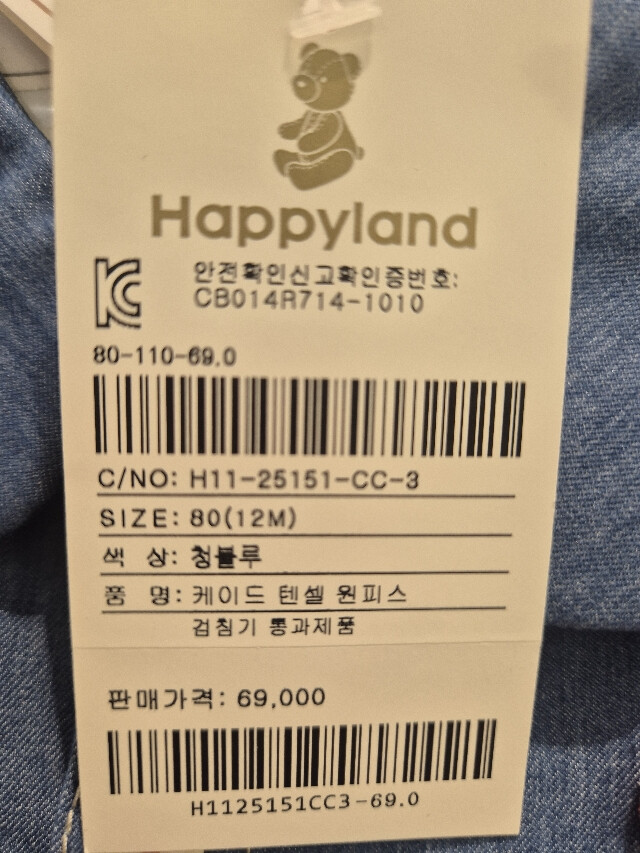 Happyland
안전확인신고확인증번호:
CB014R714-1010
80-110-69.0
C/NO: H11-25151-CC-3
SIZE: 80(12M)
색 상: 청블루
품 명: 케이드 텐셀 원피스
검침기 통과제품
판매가격: 69,000
H1125151CC3-69.0